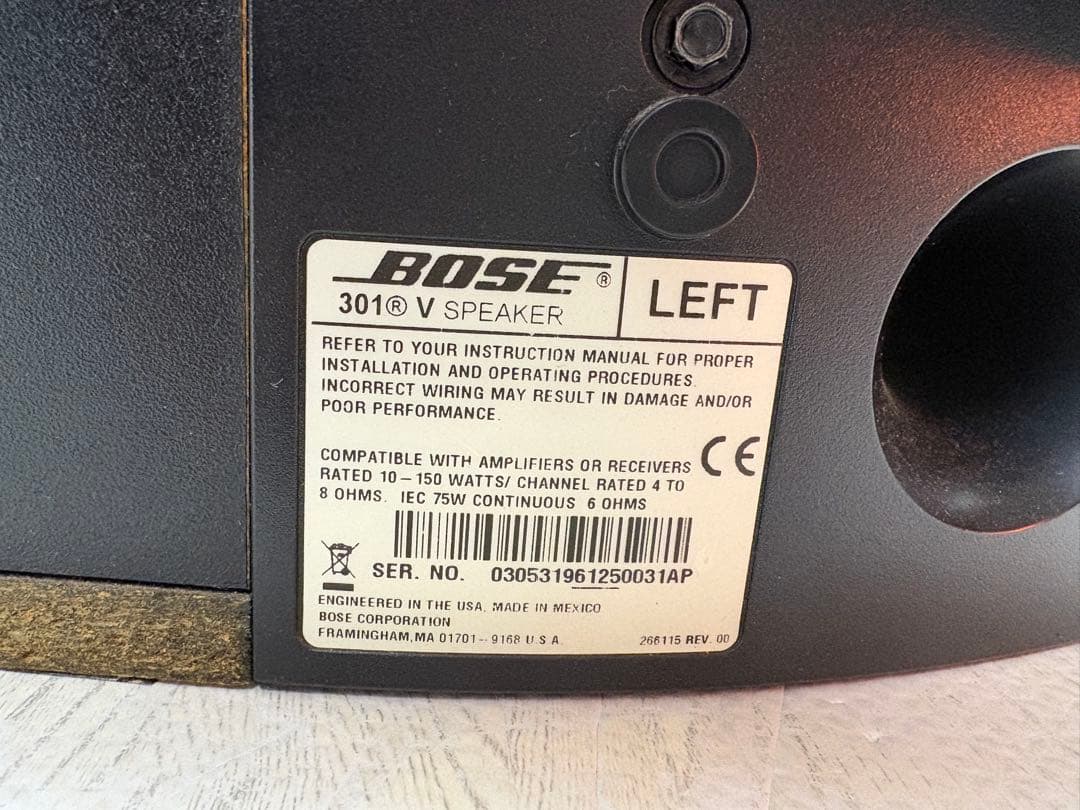 BOSE®
301® V SPEAKER
LEFT
REFER TO YOUR INSTRUCTION MANUAL FOR PROPER
INSTALLATION AND OPERATING PROCEDURES.
INCORRECT WIRING MAY RESULT IN DAMAGE AND/OR
POOR PERFORMANCE.
CE
COMPATIBLE WITH AMPLIFIERS OR RECEIVERS
RATED 10 – 150 WATTS/ CHANNEL RATED 4 TO
8 OHMS. IEC 75W CONTINUOUS 6 OHMS
SER. NO. 030531961250031AP
ENGINEERED IN THE USA, MADE IN MEXICO
BOSE CORPORATION
FRAMINGHAM,MA 01701-- 9168 U.S.A.
266115 REV. 00